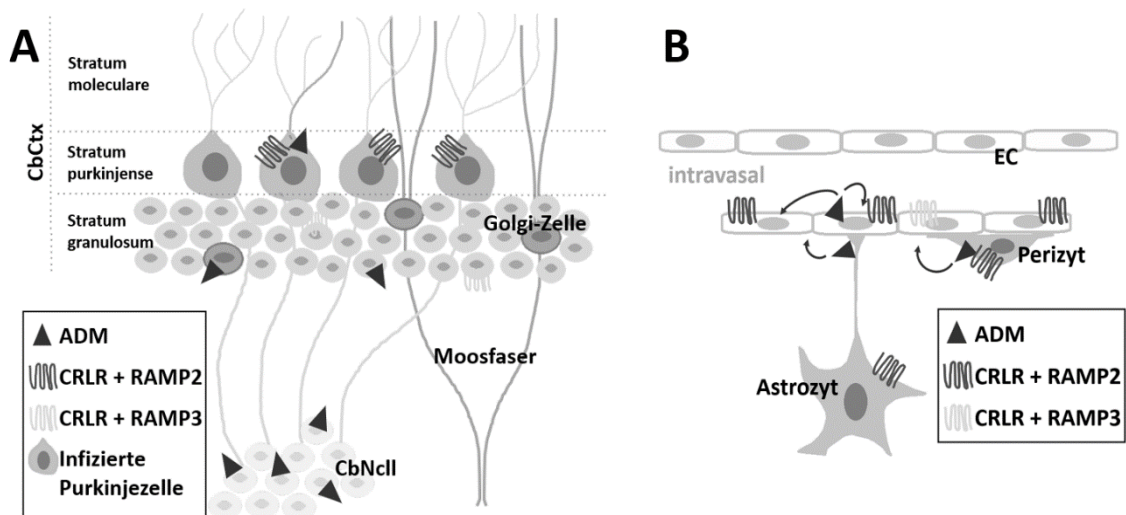 A
CbCtx
Stratum
moleculare
Stratum
purkinjense
Stratum
granulosum
Golgi-Zelle
Moosfaser
CbNcll
ADM
CRLR + RAMP2
CRLR + RAMP3
Infizierte
Purkinjezelle
B
EC
intravasal
Perizyt
Astrozyt
ADM
CRLR + RAMP2
CRLR + RAMP3